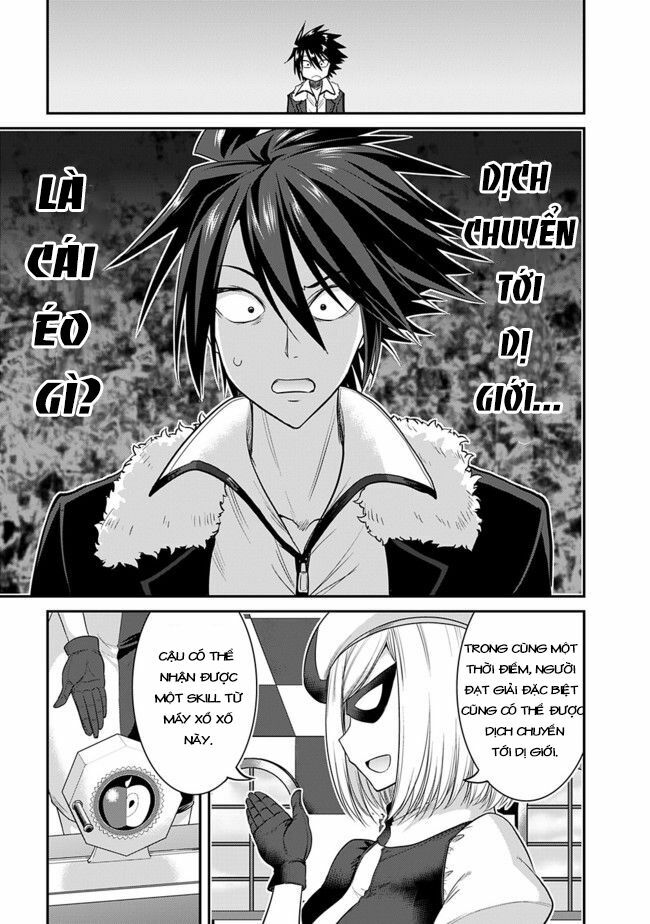 DỊCH
CHUYỂN
TỚI
DỊ
GIỚI...
LÀ
CÁI
ÉO
GÌ?
TRONG CÙNG MỘT
THỜI ĐIỂM, NGƯỜI
ĐẠT GIẢI ĐẶC BIỆT
CŨNG CÓ THỂ ĐƯỢC
DỊCH CHUYỂN
TỚI DỊ GIỚI.
CẬU CÓ THỂ
NHẬN ĐƯỢC
MỘT SKILL TỪ
MÁY XỔ XỐ
NÀY.